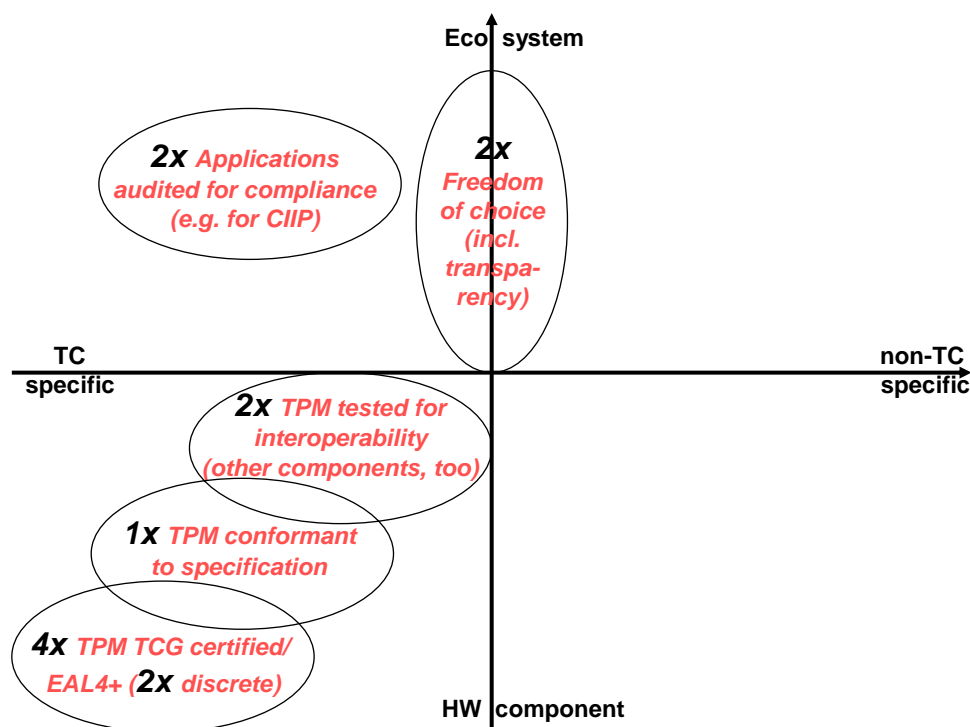 Eco system
2x Applications
audited for compliance
(e.g. for CIIP)
2x
Freedom
of choice
(incl.
transpa-
rency)
TC
specific
non-TC
specific
2x TPM tested for
interoperability
(other components, too)
1x TPM conformant
to specification
4x TPM TCG certified/
EAL4+ (2x discrete)
HW component